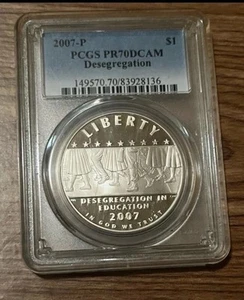 2007-P $1
PCGS PR70DCAM
Desegregation
149570.70/83928136
LIBERTY
DESEGREGATION IN
EDUCATION
2007
IN GOD WE TRUST